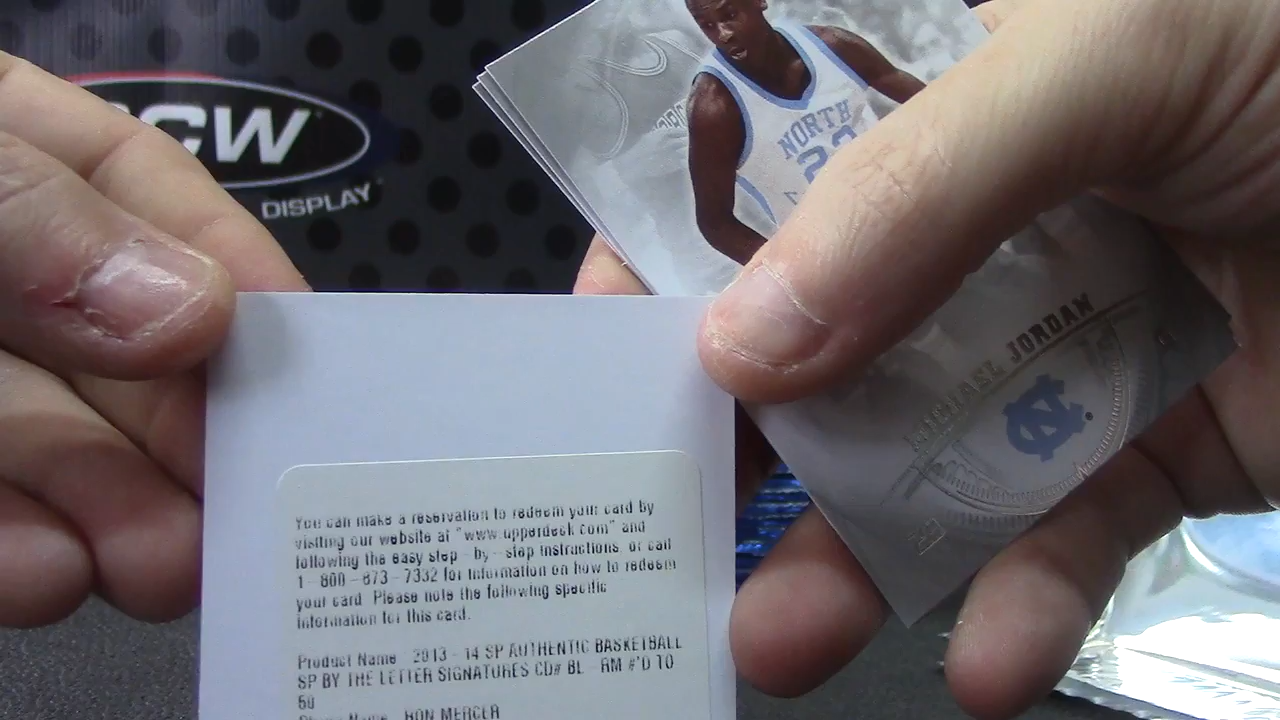 CW
DISPLAY
NORTH
MICHAEL JORDAN
NC
You can make a reservation to redeem your card by
visiting our website at "www.upperdeck.com" and
following the easy step - by - step instructions, or call
1 - 800 - 873 - 7332 for information on how to redeem
your card. Please note the following specific
information for this card.
Product Name - 2013 - 14 SP AUTHENTIC BASKETBALL
SP BY THE LETTER SIGNATURES CD# BL - RM #'D TO
60
RON MERCER